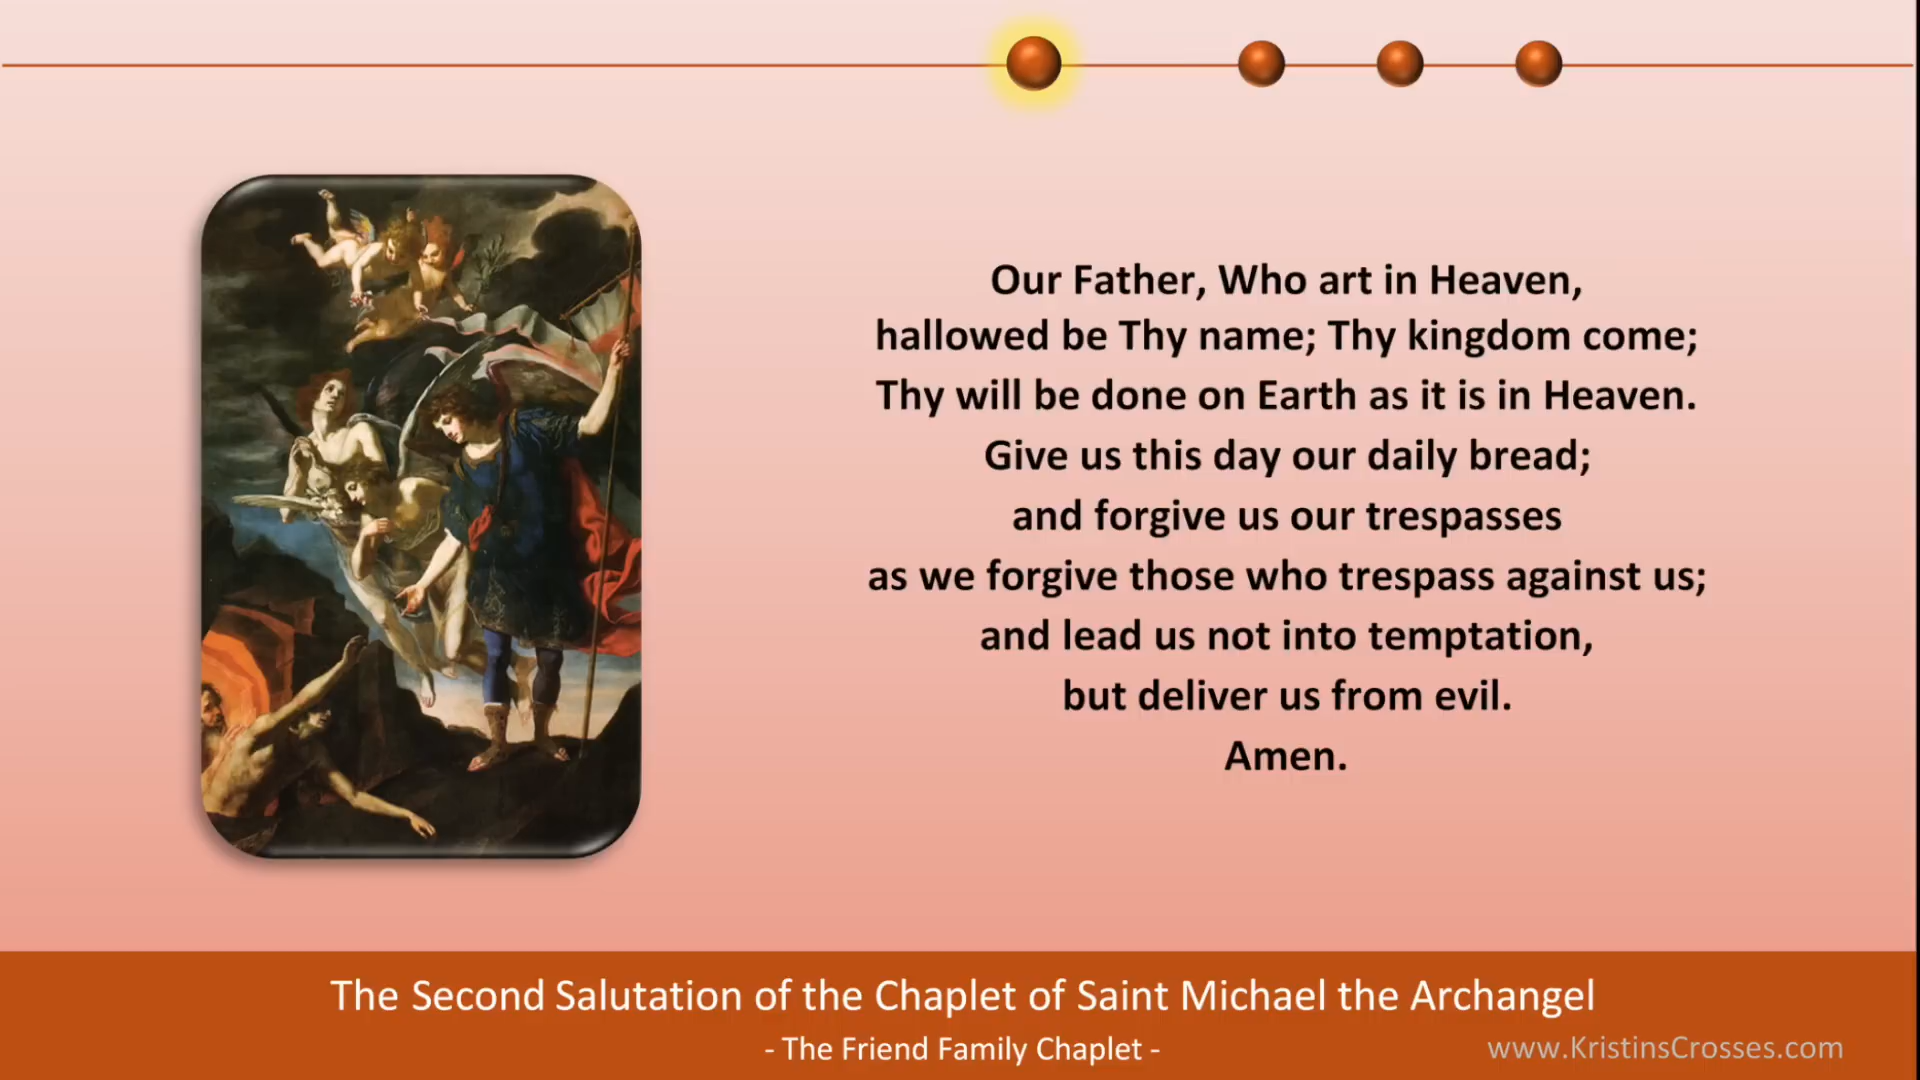 Our Father, Who art in Heaven,
hallowed be Thy name; Thy kingdom come;
Thy will be done on Earth as it is in Heaven.
Give us this day our daily bread;
and forgive us our trespasses
as we forgive those who trespass against us;
and lead us not into temptation,
but deliver us from evil.
Amen.
The Second Salutation of the Chaplet of Saint Michael the Archangel
- The Friend Family Chaplet -
www.KristinsCrosses.com